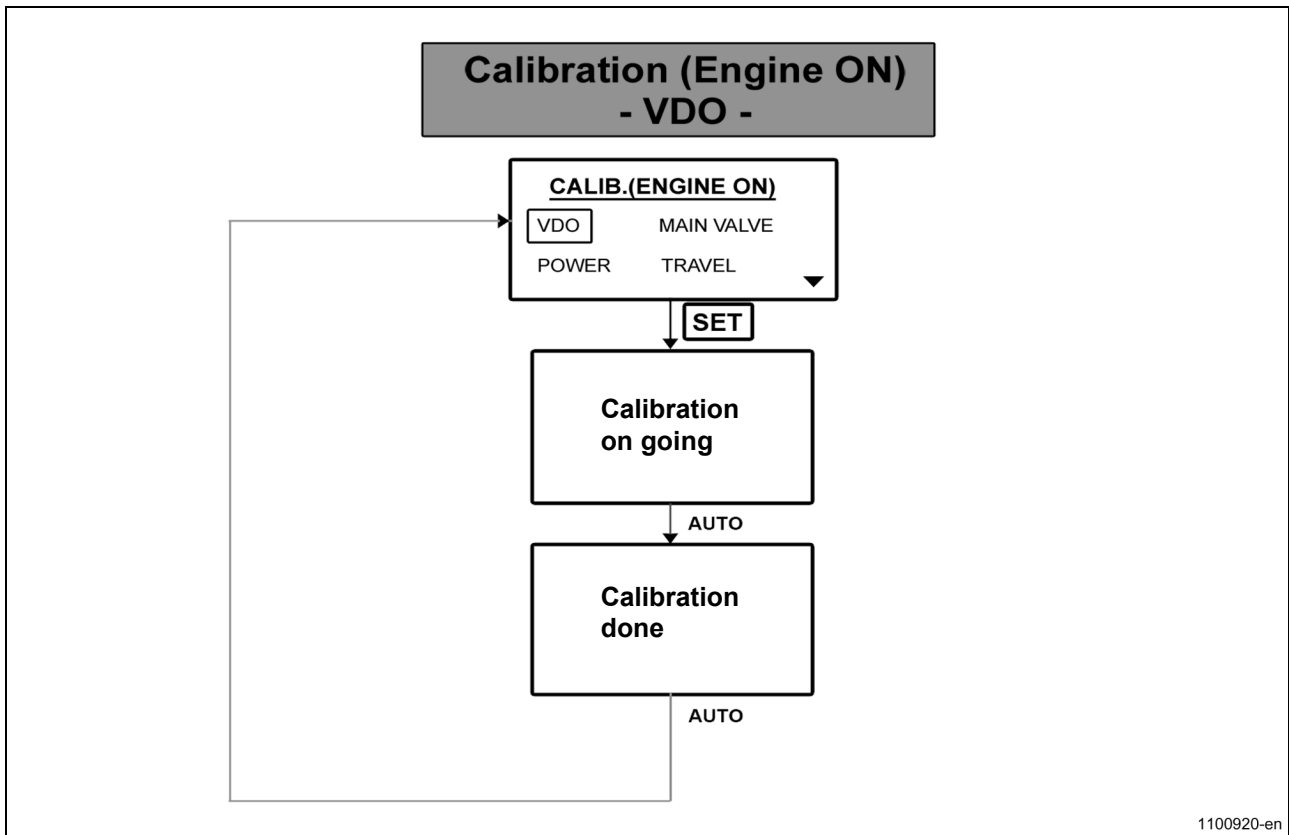 Calibration (Engine ON)
- VDO -
CALIB.(ENGINE ON)
VDO MAIN VALVE
POWER TRAVEL
SET
Calibration
on going
AUTO
Calibration
done
AUTO
1100920-en